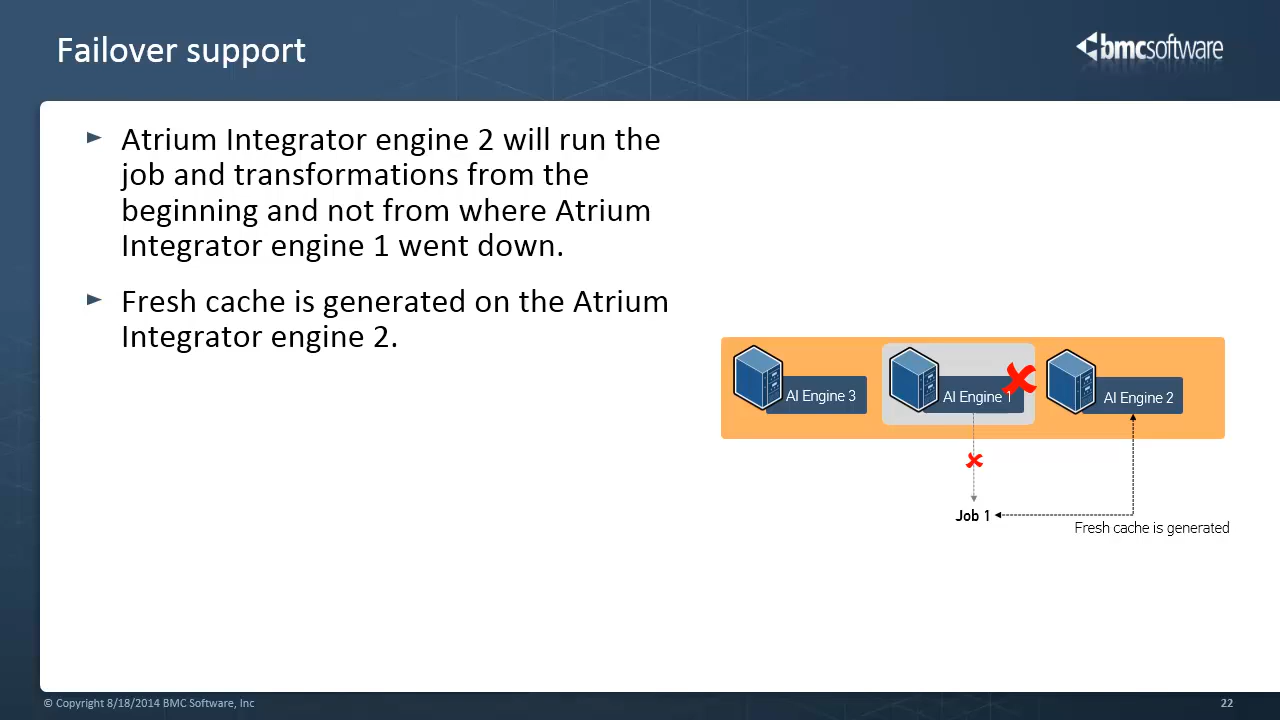 Failover support
bmcsoftware
► Atrium Integrator engine 2 will run the
job and transformations from the
beginning and not from where Atrium
Integrator engine 1 went down.
► Fresh cache is generated on the Atrium
Integrator engine 2.
AI Engine 3
AI Engine 1
AI Engine 2
Job 1
Fresh cache is generated
© Copyright 8/18/2014 BMC Software, Inc
22